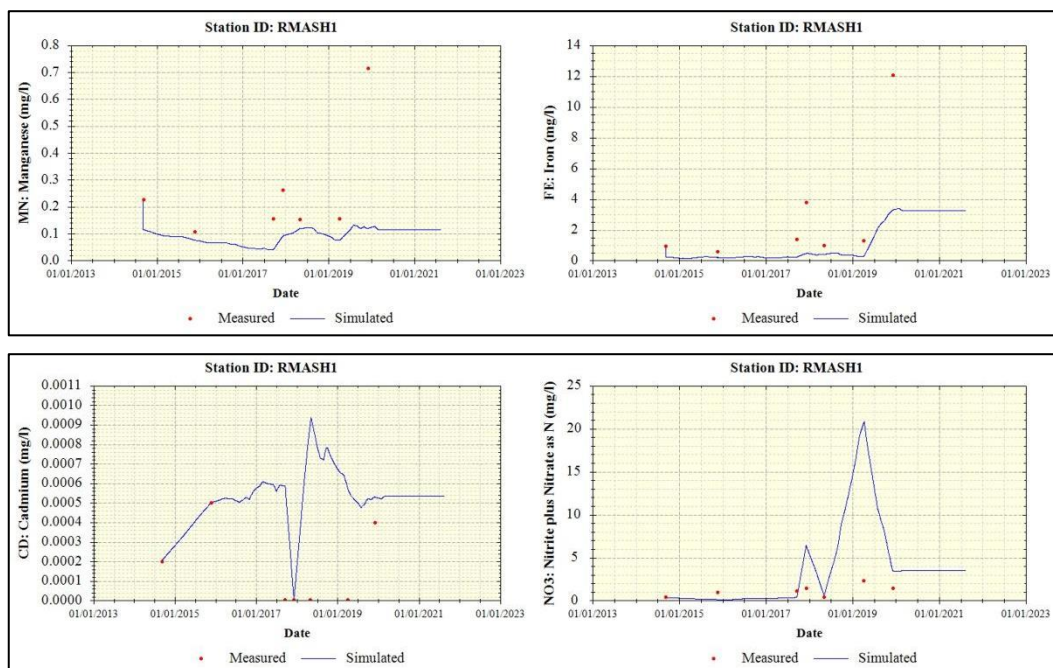 Station ID: RMASH1
MN: Manganese (mg/l)
0.8
0.7
0.6
0.5
0.4
0.3
0.2
0.1
0.0
01/01/2013 01/01/2015 01/01/2017 01/01/2019 01/01/2021 01/01/2023
Date
Measured Simulated
Station ID: RMASH1
FE: Iron (mg/l)
14
12
10
8
6
4
2
0
01/01/2013 01/01/2015 01/01/2017 01/01/2019 01/01/2021 01/01/2023
Date
Measured Simulated
Station ID: RMASH1
CD: Cadmium (mg/l)
0.0011
0.0010
0.0009
0.0008
0.0007
0.0006
0.0005
0.0004
0.0003
0.0002
0.0001
0.0000
01/01/2013 01/01/2015 01/01/2017 01/01/2019 01/01/2021 01/01/2023
Date
Measured Simulated
Station ID: RMASH1
NO3: Nitrite plus Nitrate as N (mg/l)
25
20
15
10
5
0
01/01/2013 01/01/2015 01/01/2017 01/01/2019 01/01/2021 01/01/2023
Date
Measured Simulated